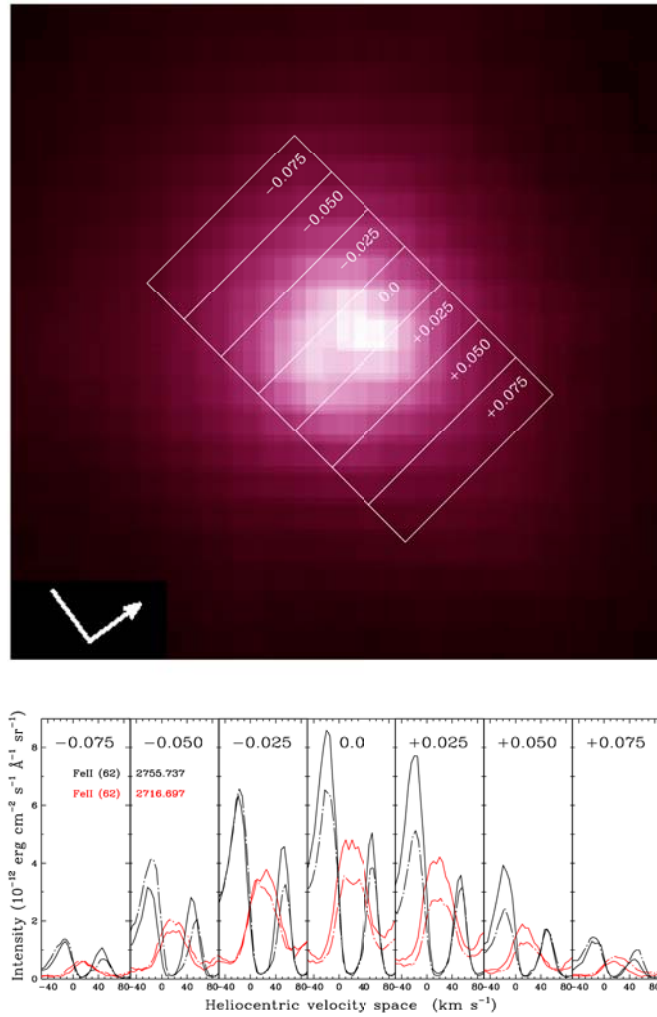 −0.075
−0.050
−0.025
0.0
+0.025
+0.050
+0.075
−0.075 −0.050 −0.025 0.0 +0.025 +0.050 +0.075
FeII (62) 2755.737
FeII (62) 2716.697
8
6
4
2
0
Intensity (10⁻¹² erg cm⁻² s⁻¹ Å⁻¹ sr⁻¹)
−40 0 40 80−40 0 40 80−40 0 40 80−40 0 40 80−40 0 40 80−40 0 40 80−40 0 40 80
Heliocentric velocity space (km s⁻¹)